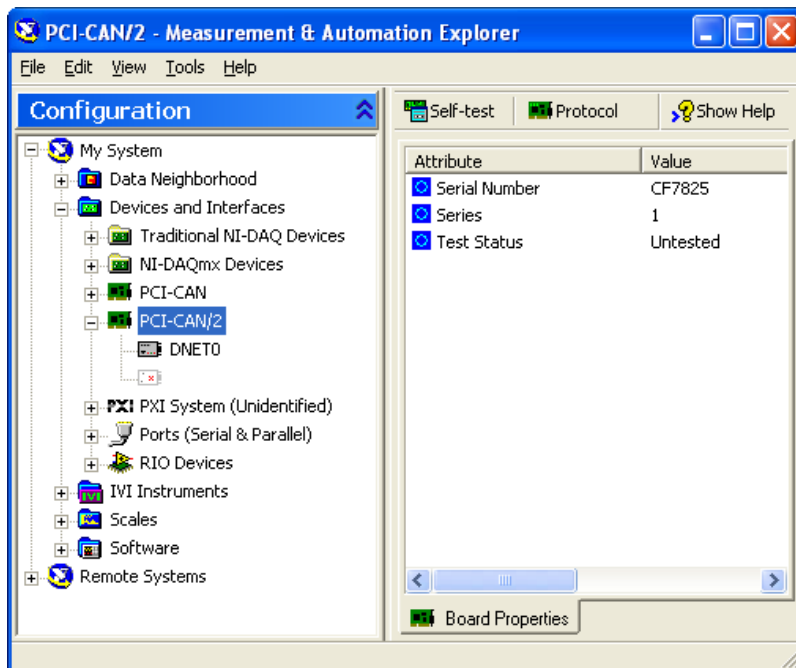 PCI-CAN/2 - Measurement & Automation Explorer
File Edit View Tools Help
Configuration
My System
Data Neighborhood
Devices and Interfaces
Traditional NI-DAQ Devices
NI-DAQmx Devices
PCI-CAN
PCI-CAN/2
DNET0
PXI PXI System (Unidentified)
Ports (Serial & Parallel)
RIO Devices
IVI IVI Instruments
Scales
Software
Remote Systems
Self-test Protocol Show Help
Attribute Value
Serial Number CF7825
Series 1
Test Status Untested
Board Properties